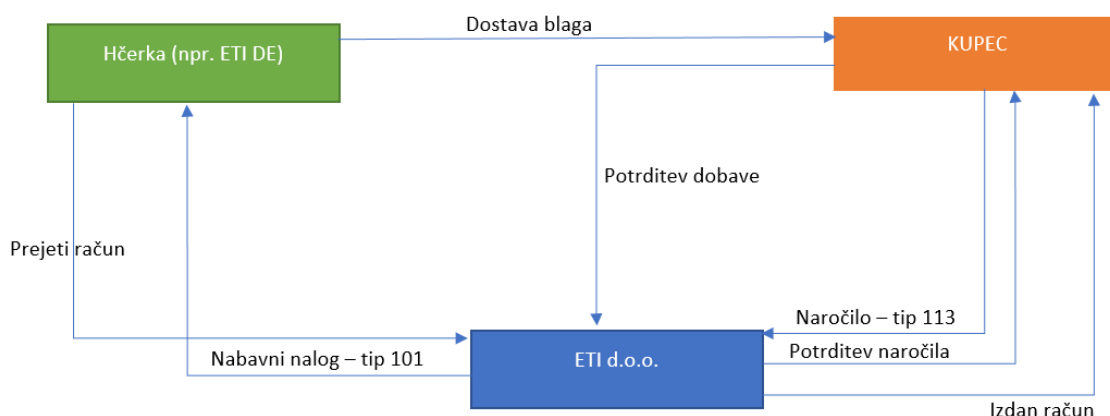 Dostava blaga
Hčerka (npr. ETI DE)
KUPEC
Potrditev dobave
Prejeti račun
Naročilo – tip 113
Nabavni nalog – tip 101
ETI d.o.o.
Potrditev naročila
Izdan račun